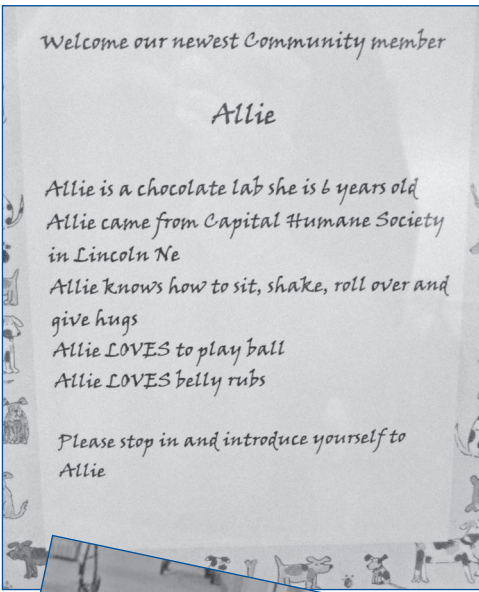 Welcome our newest Community member
Allie
Allie is a chocolate lab she is 6 years old
Allie came from Capital Humane Society
in Lincoln Ne
Allie knows how to sit, shake, roll over and
give hugs
Allie LOVES to play ball
Allie LOVES belly rubs
Please stop in and introduce yourself to
Allie